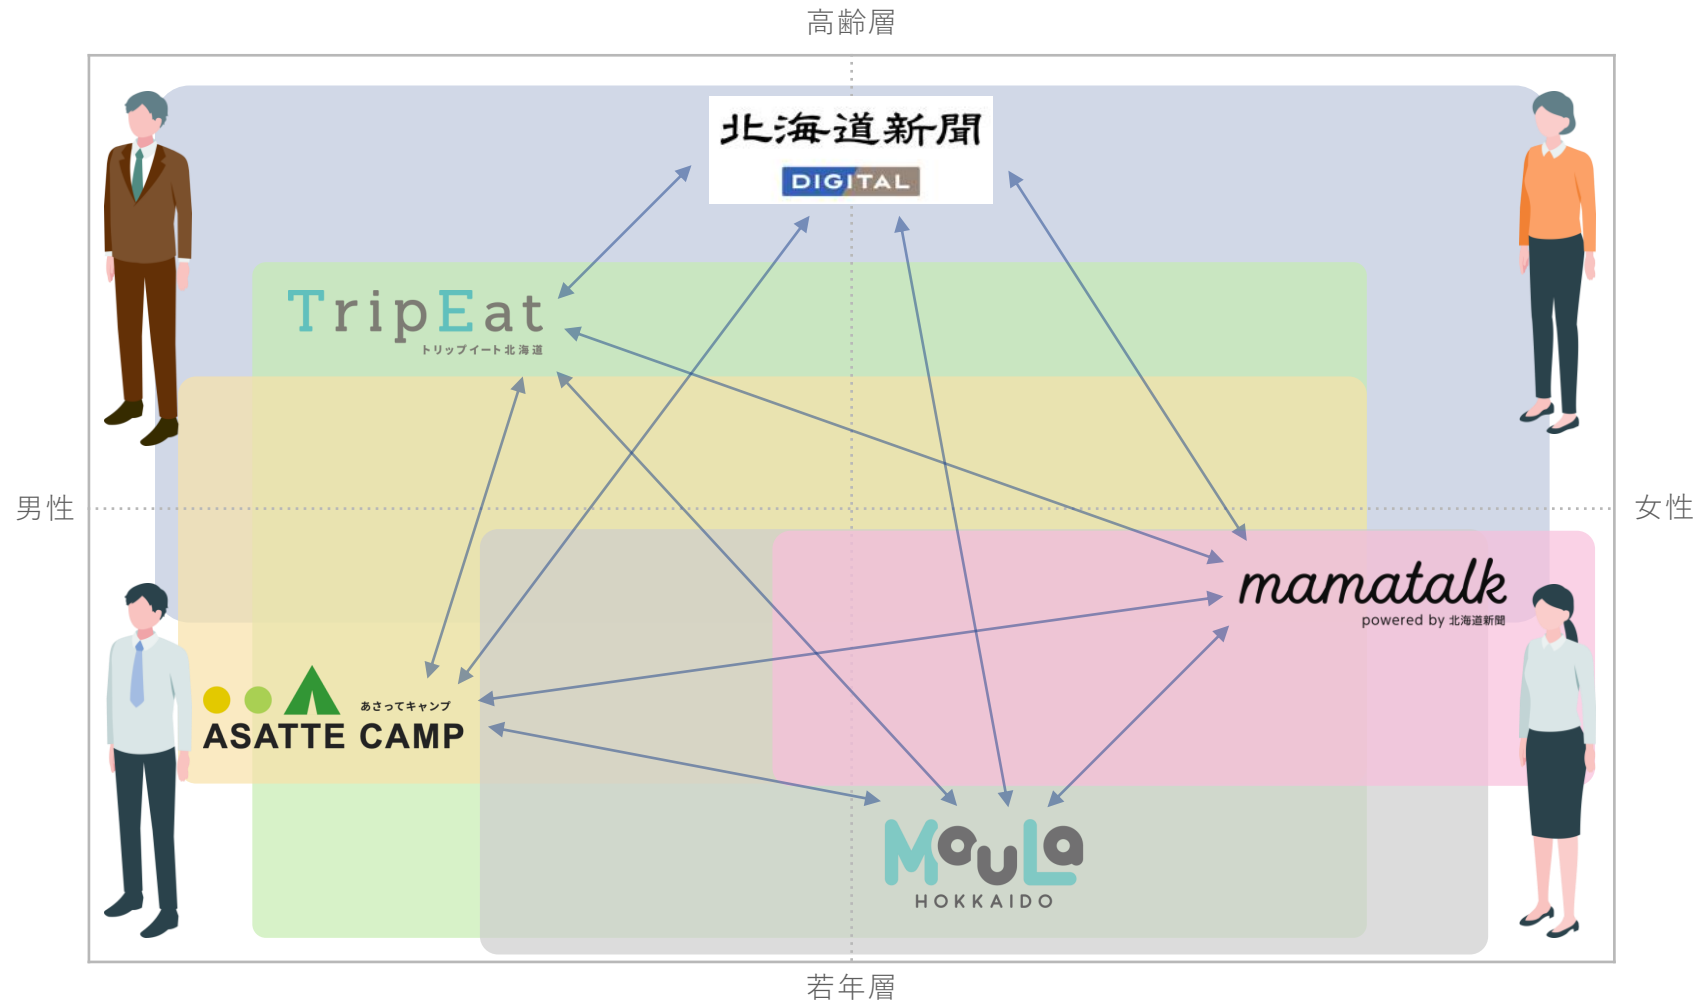 高齢層
北海道新聞
DIGITAL
TripEat
トリップイート北海道
男性
女性
mamatalk
powered by 北海道新聞
あさってキャンプ
ASATTE CAMP
MouLa
HOKKAIDO
若年層